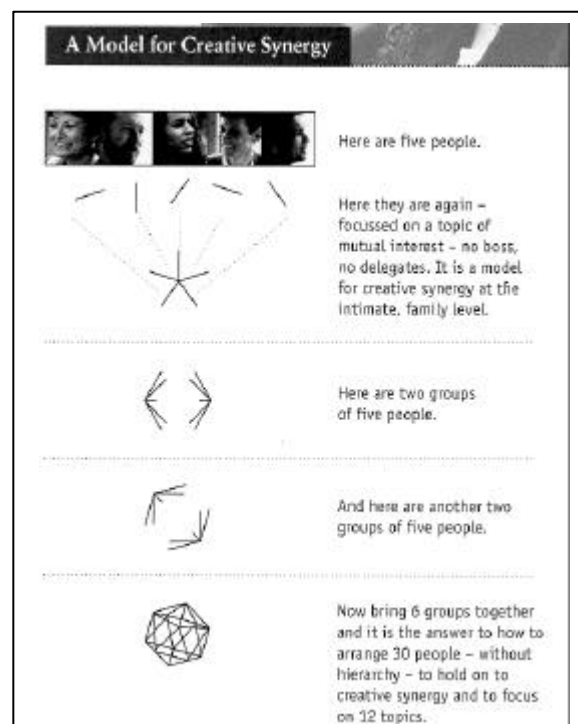 A Model for Creative Synergy
Here are five people.
Here they are again –
focussed on a topic of
mutual interest – no boss,
no delegates. It is a model
for creative synergy at the
intimate, family level.
Here are two groups
of five people.
And here are another two
groups of five people.
Now bring 6 groups together
and it is the answer to how to
arrange 30 people – without
hierarchy – to hold on to
creative synergy and to focus
on 12 topics.